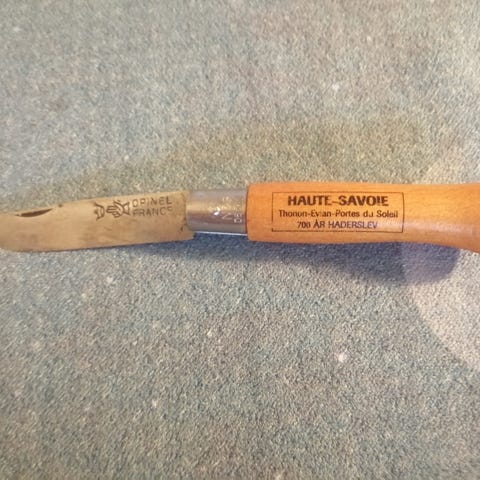 OPINEL
FRANCE
HAUTE-SAVOIE
Thonon-Evian-Portes du Soleil
700 ÅR HADERSLEV